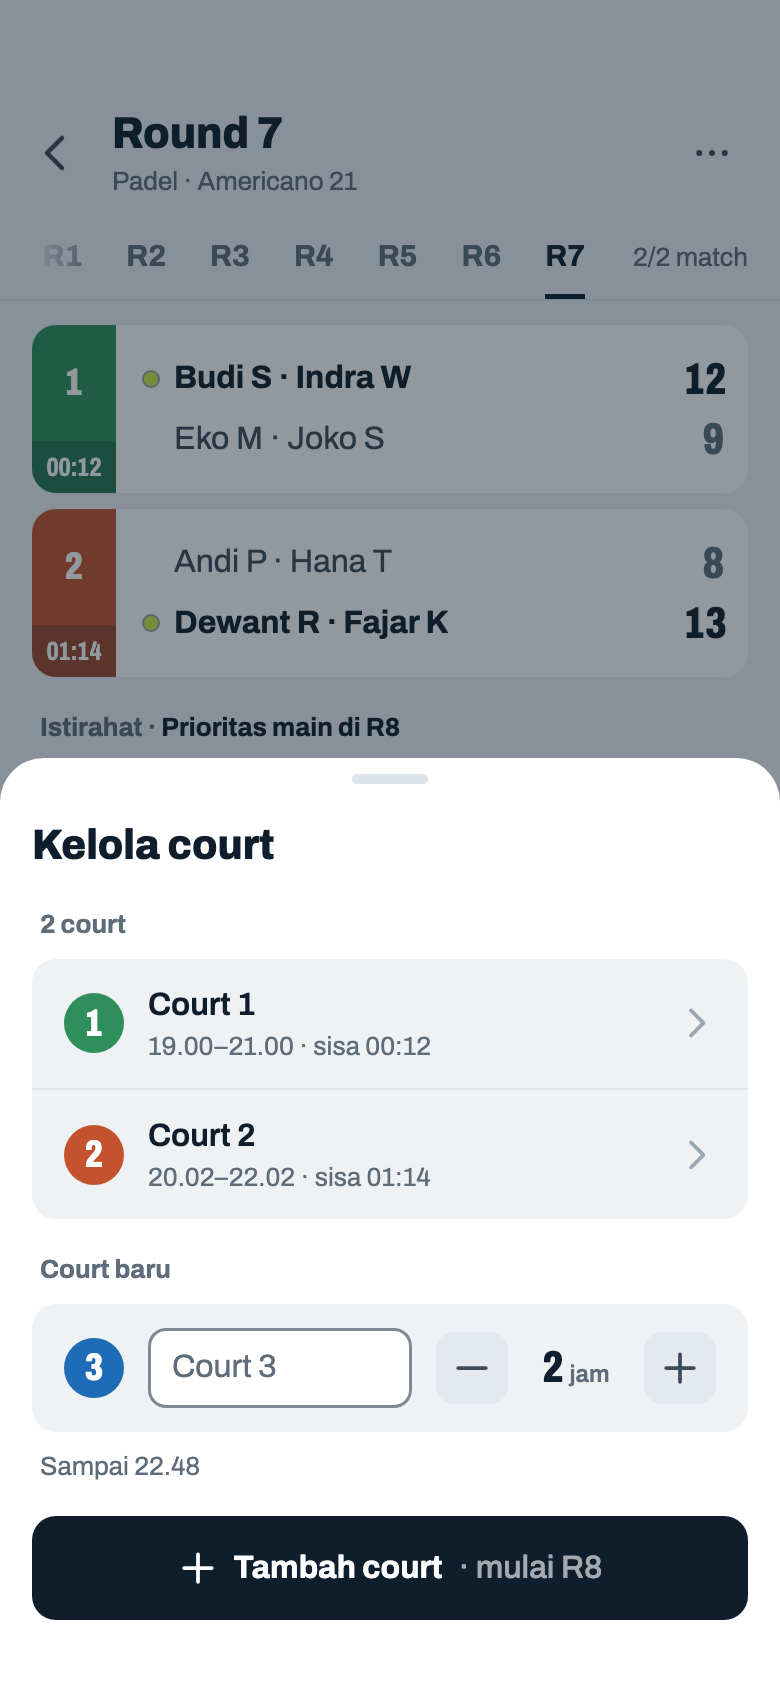 Round 7
Padel · Americano 21
R1 R2 R3 R4 R5 R6 R7 2/2 match
1 Budi S · Indra W 12
Eko M · Joko S 9
00:12
2 Andi P · Hana T 8
Dewant R · Fajar K 13
01:14
Istirahat · Prioritas main di R8
Kelola court
2 court
1 Court 1
19.00–21.00 · sisa 00:12
2 Court 2
20.02–22.02 · sisa 01:14
Court baru
3 Court 3 2 jam
Sampai 22.48
Tambah court · mulai R8